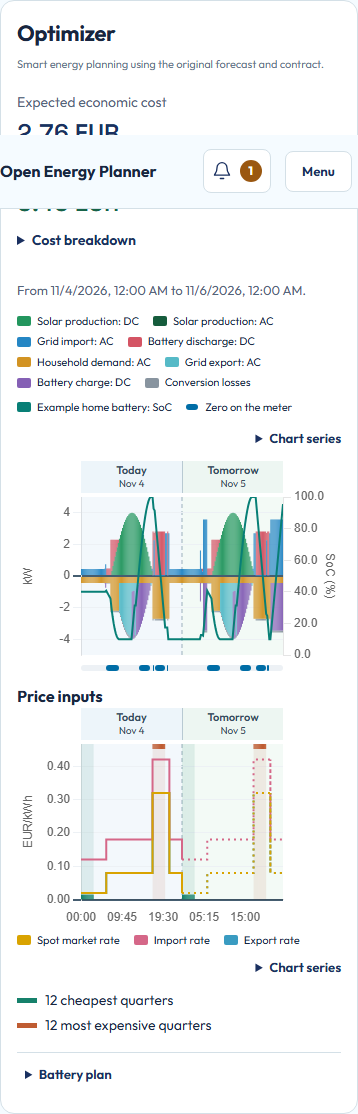 Optimizer
Smart energy planning using the original forecast and contract.
Expected economic cost
Open Energy Planner
1
Menu
Cost breakdown
From 11/4/2026, 12:00 AM to 11/6/2026, 12:00 AM.
Solar production: DC Solar production: AC
Grid import: AC Battery discharge: DC
Household demand: AC Grid export: AC
Battery charge: DC Conversion losses
Example home battery: SoC Zero on the meter
Chart series
Today Tomorrow
Nov 4 Nov 5
kW
4
2
0
-2
-4
100.0
80.0
60.0
40.0
20.0
0.0
SoC (%)
Price inputs
Today Tomorrow
Nov 4 Nov 5
EUR/kWh
0.40
0.30
0.20
0.10
0.00
00:00 09:45 19:30 05:15 15:00
Spot market rate Import rate Export rate
Chart series
12 cheapest quarters
12 most expensive quarters
Battery plan